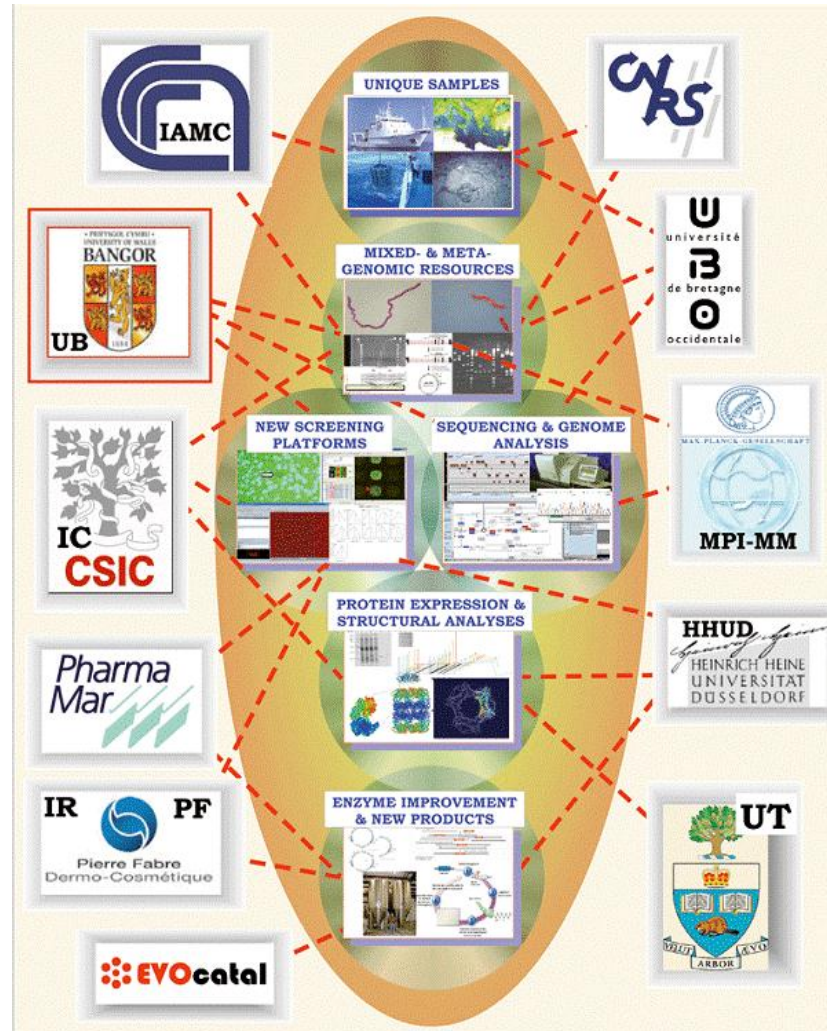 UNIQUE SAMPLES
IAMC
CNRS
MIXED- & META-
GENOMIC RESOURCES
UNIVERSITY OF WALES
BANGOR
1884
UB
université
de bretagne
occidentale
NEW SCREENING
PLATFORMS
SEQUENCING & GENOME
ANALYSIS
MAX-PLANCK-GESELLSCHAFT
MPI-MM
IC
CSIC
PROTEIN EXPRESSION &
STRUCTURAL ANALYSES
HHUD
HEINRICH HEINE
UNIVERSITÄT
DÜSSELDORF
Pharma
Mar
IR PF
Pierre Fabre
Dermo-Cosmétique
ENZYME IMPROVEMENT
& NEW PRODUCTS
UT
VELUT ARBOR ÆVO
EVOcatal